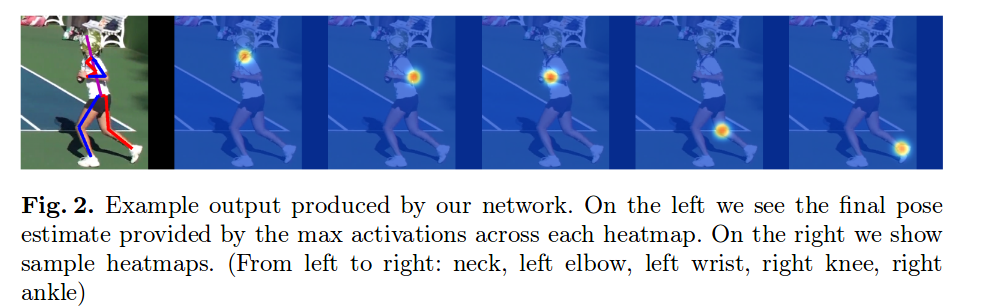 Fig. 2. Example output produced by our network. On the left we see the final pose
estimate provided by the max activations across each heatmap. On the right we show
sample heatmaps. (From left to right: neck, left elbow, left wrist, right knee, right
ankle)